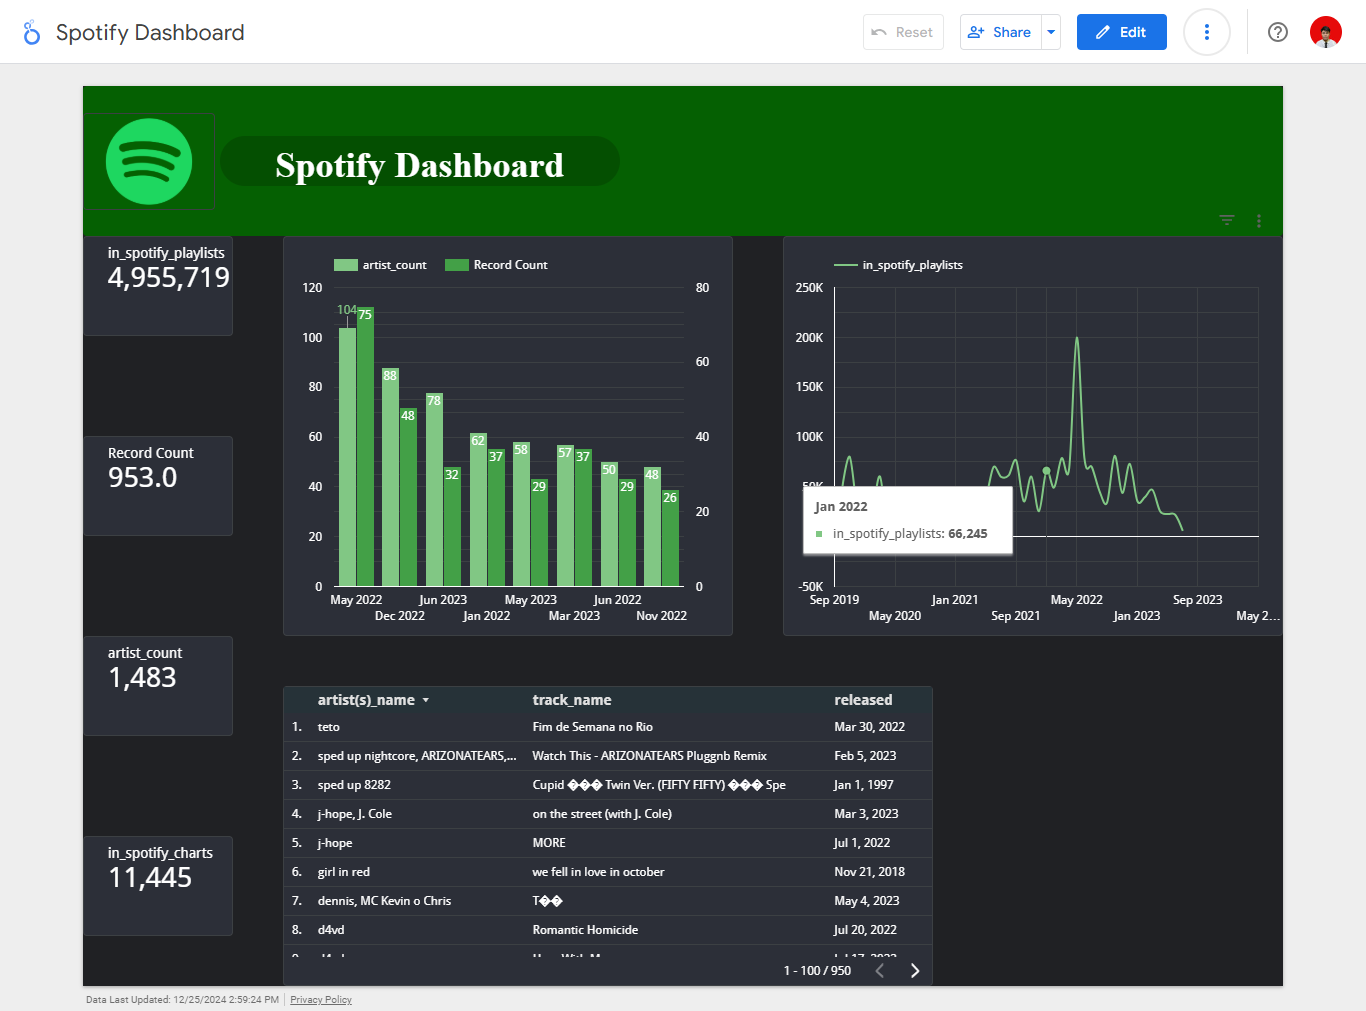 Spotify Dashboard
Reset
Share
Edit
Spotify Dashboard
in_spotify_playlists
4,955,719
Record Count
953.0
artist_count
1,483
in_spotify_charts
11,445
artist_count Record Count
120
100
80
60
40
20
0
80
60
40
20
0
104 75
88 48
78 32
62 37
58 29
57 37
50 29
48 26
May 2022 Jun 2023 May 2023 Jun 2022
Dec 2022 Jan 2022 Mar 2023 Nov 2022
in_spotify_playlists
250K
200K
150K
100K
50K
-50K
Jan 2022
in_spotify_playlists: 66,245
Sep 2019 Jan 2021 May 2022 Sep 2023
May 2020 Sep 2021 Jan 2023 May 2...
artist(s)_name track_name released
1. teto Fim de Semana no Rio Mar 30, 2022
2. sped up nightcore, ARIZONATEARS,... Watch This - ARIZONATEARS Pluggnb Remix Feb 5, 2023
3. sped up 8282 Cupid ��� Twin Ver. (FIFTY FIFTY) ��� Spe Jan 1, 1997
4. j-hope, J. Cole on the street (with J. Cole) Mar 3, 2023
5. j-hope MORE Jul 1, 2022
6. girl in red we fell in love in october Nov 21, 2018
7. dennis, MC Kevin o Chris T�� May 4, 2023
8. d4vd Romantic Homicide Jul 20, 2022
1 - 100 / 950
Data Last Updated: 12/25/2024 2:59:24 PM Privacy Policy